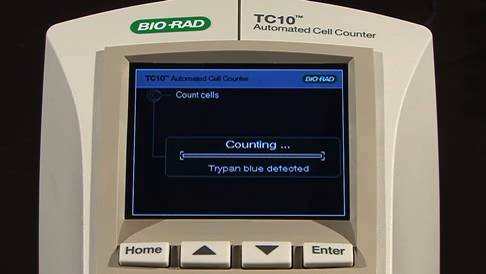 BIO-RAD
TC10™
Automated Cell Counter
TC10™ Automated Cell Counter
BIO-RAD
Count cells
Counting ...
Trypan blue detected
Home
Enter